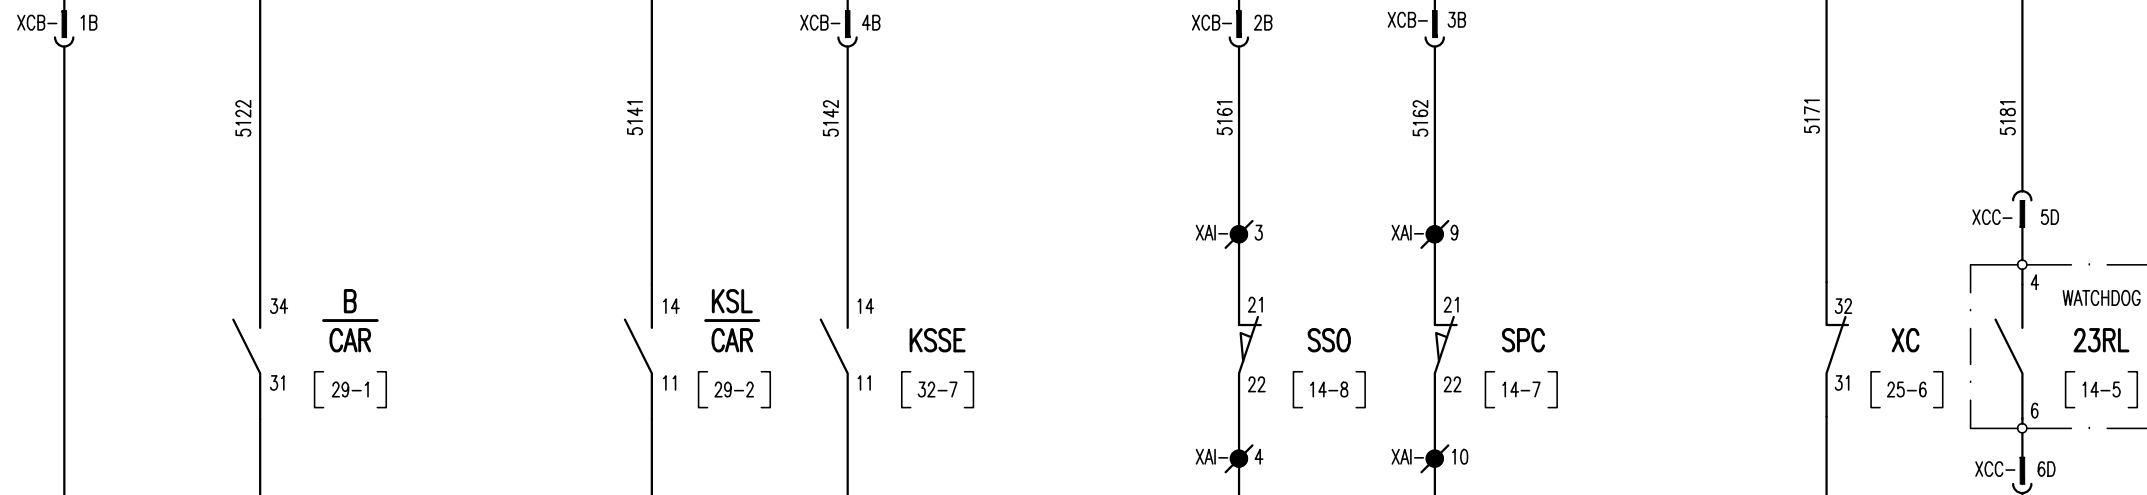 XCB- 1B
XCB- 4B
XCB- 2B
XCB- 3B
5122
5141
5142
5161
5162
5171
5181
XCC- 5D
XAI- 3
XAI- 9
4
WATCHDOG
34
B
CAR
31
[29-1]
14
KSL
CAR
11
[29-2]
14
KSSE
11
[32-7]
21
SSO
22
[14-8]
21
SPC
22
[14-7]
32
XC
31
[25-6]
23RL
[14-5]
6
XAI- 4
XAI- 10
XCC- 6D